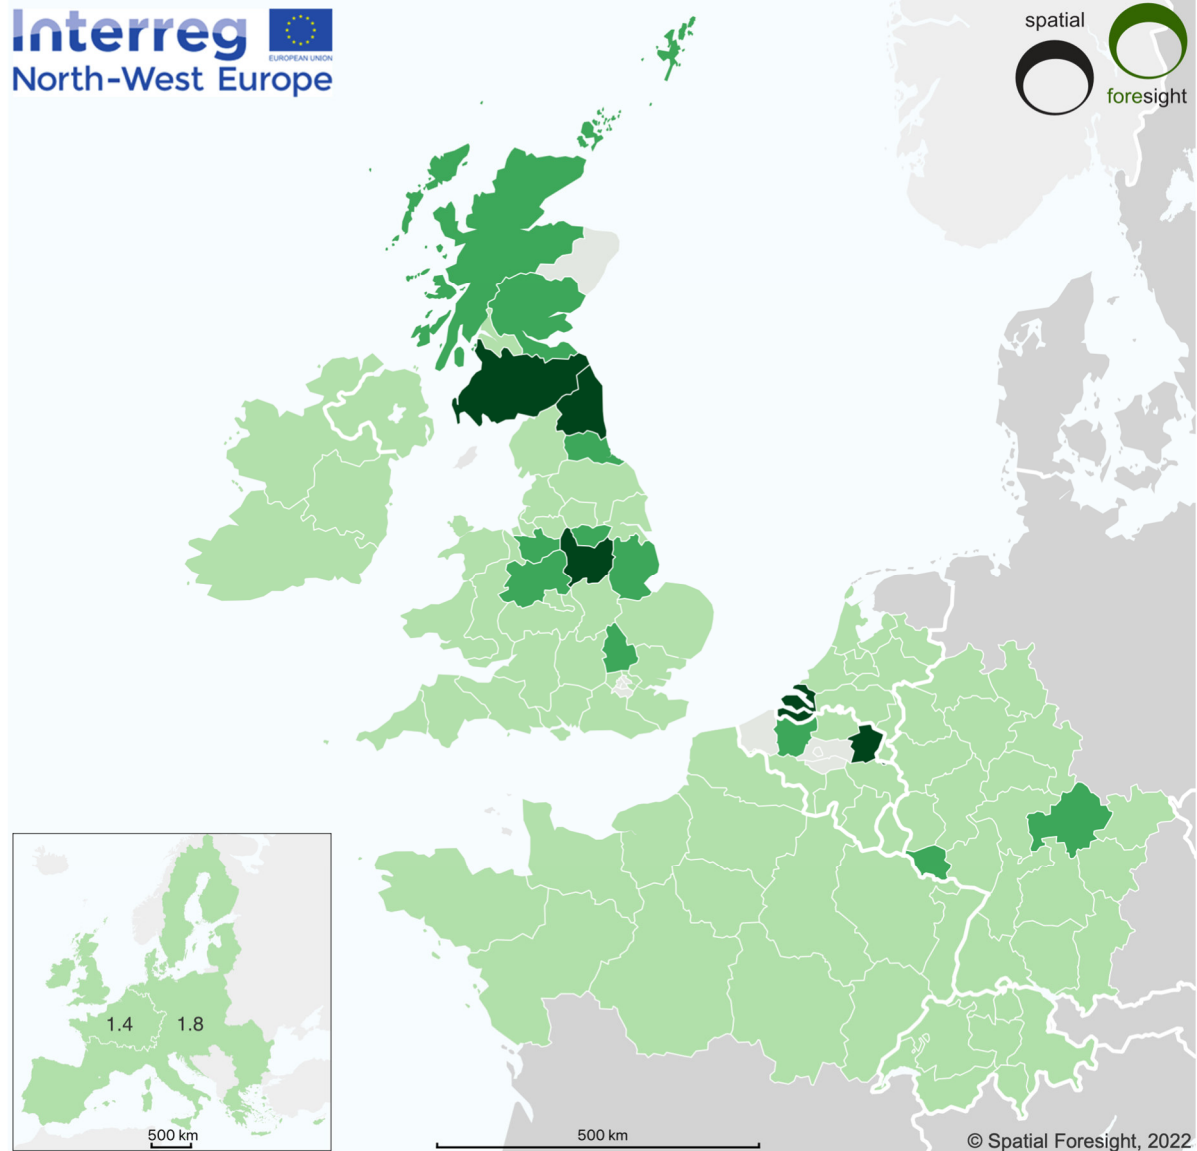 Interreg
EUROPEAN UNION
North-West Europe
spatial
foresight
1.4
1.8
500 km
500 km
© Spatial Foresight, 2022